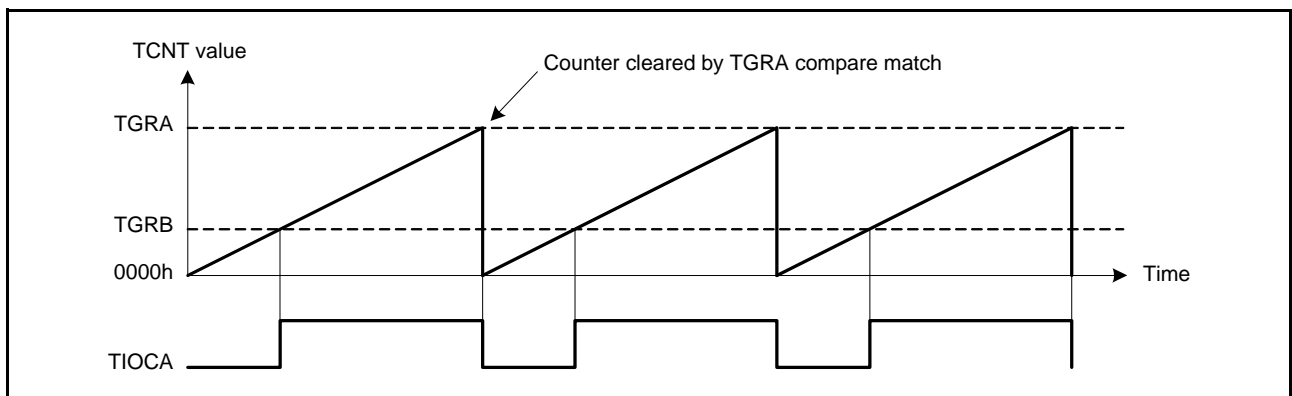 TCNT value
Counter cleared by TGRA compare match
TGRA
TGRB
0000h
Time
TIOCA